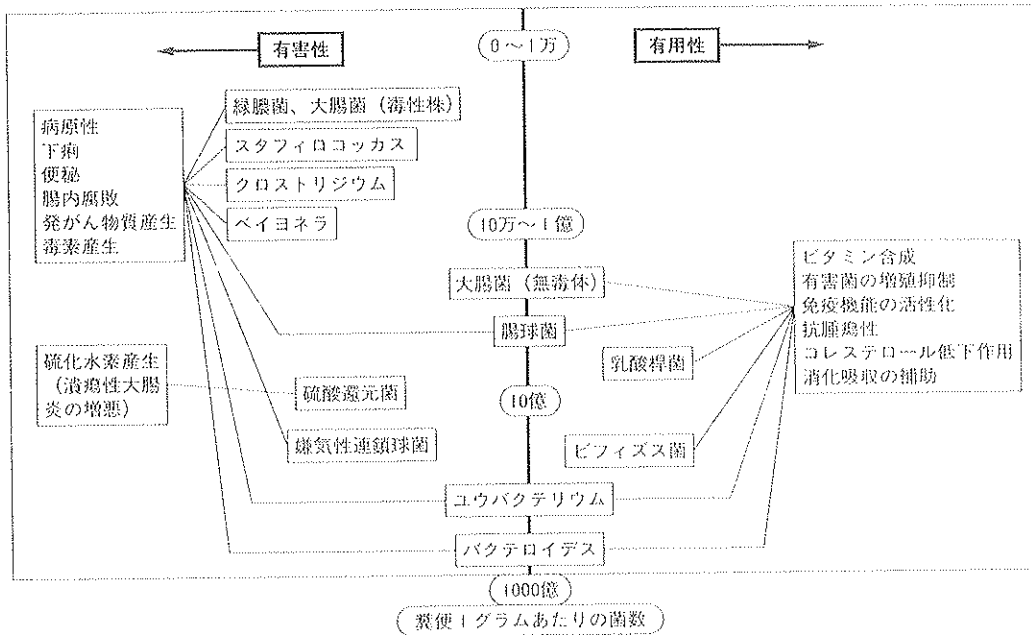 有害性
0〜1万
有用性
緑膿菌、大腸菌（毒性株）
スタフィロコッカス
クロストリジウム
ベイヨネラ
病原性
下痢
便秘
腸内腐敗
発がん物質産生
毒素産生
10万〜1億
大腸菌（無毒体）
腸球菌
ビタミン合成
有害菌の増殖抑制
免疫機能の活性化
抗腫瘍性
コレステロール低下作用
消化吸収の補助
乳酸桿菌
硫化水素産生
（潰瘍性大腸
炎の増悪）
硫酸還元菌
10億
嫌気性連鎖球菌
ビフィズス菌
ユウバクテリウム
バクテロイデス
1000億
糞便1グラムあたりの菌数